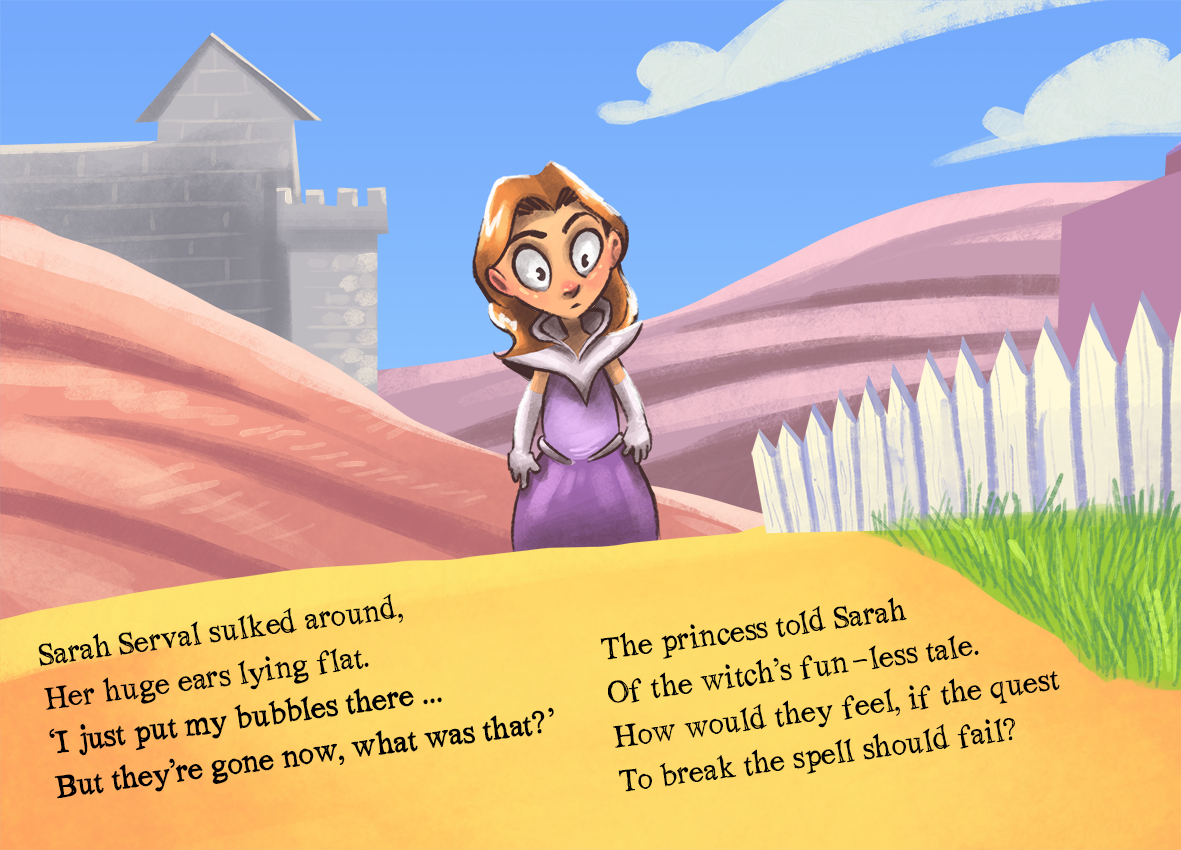 Sarah Serval sulked around,
Her huge ears lying flat.
‘I just put my bubbles there ...
But they’re gone now, what was that?’
The princess told Sarah
Of the witch’s fun-less tale.
How would they feel, if the quest
To break the spell should fail?